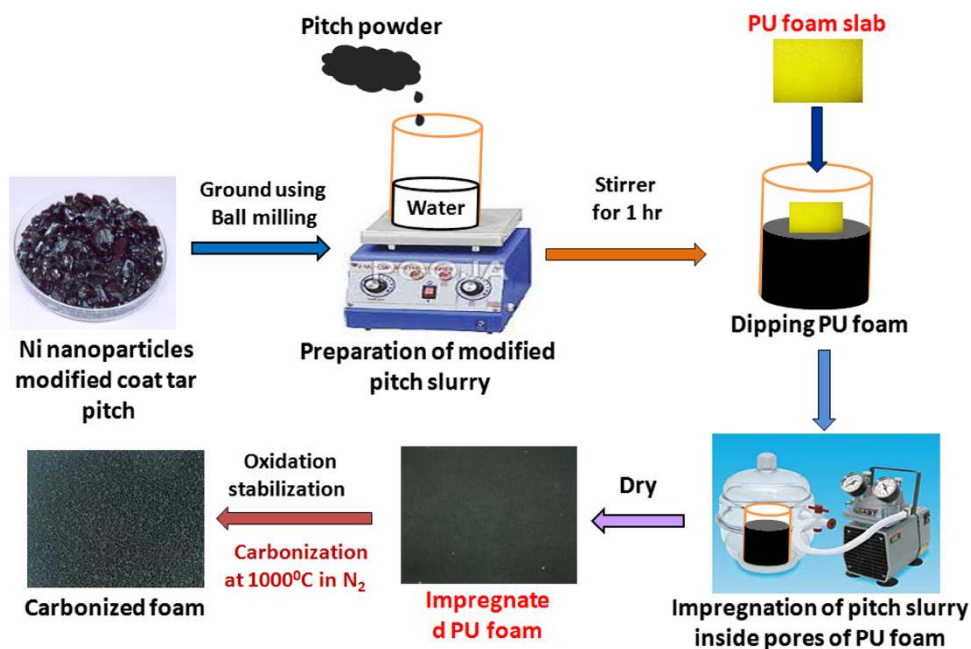 Pitch powder
PU foam slab
Ground using
Ball milling
Water
Stirrer
for 1 hr
Ni nanoparticles
modified coat tar
pitch
Preparation of modified
pitch slurry
Dipping PU foam
Oxidation
stabilization
Carbonization
at 1000⁰C in N₂
Dry
Carbonized foam
Impregnate
d PU foam
Impregnation of pitch slurry
inside pores of PU foam